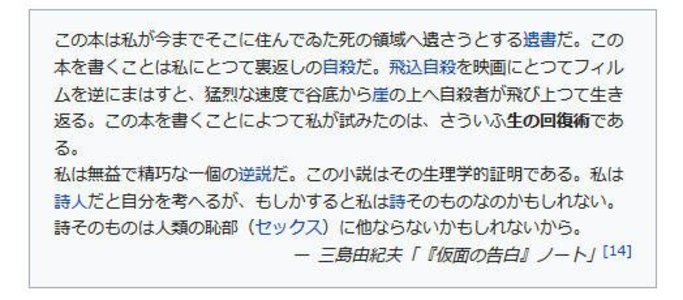 この本は私が今までそこに住んでゐた死の領域へ遺さうとする遺書だ。この
本を書くことは私にとつて裏返しの自殺だ。飛込自殺を映画にとつてフィル
ムを逆にまはすと、猛烈な速度で谷底から崖の上へ自殺者が飛び上つて生き
返る。この本を書くことによつて私が試みたのは、さういふ生の回復術であ
る。
私は無益で精巧な一個の逆説だ。この小説はその生理学的証明である。私は
詩人だと自分を考へるが、もしかすると私は詩そのものなのかもしれない。
詩そのものは人類の恥部（セックス）に他ならないかもしれないから。
— 三島由紀夫「『仮面の告白』ノート」[14]